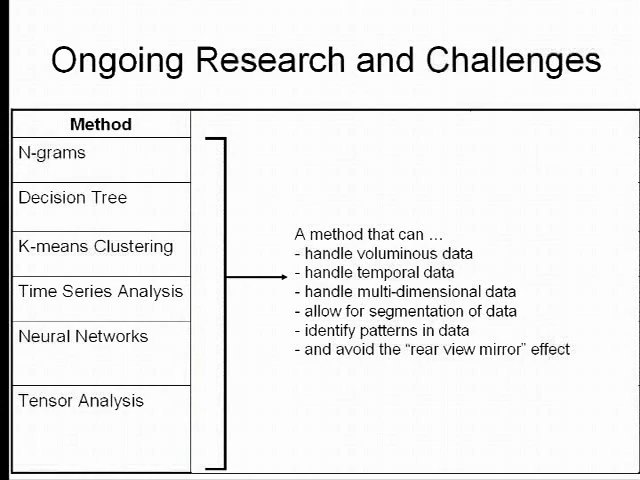 Ongoing Research and Challenges
Method
N-grams
Decision Tree
K-means Clustering
Time Series Analysis
Neural Networks
Tensor Analysis
A method that can …
- handle voluminous data
- handle temporal data
- handle multi-dimensional data
- allow for segmentation of data
- identify patterns in data
- and avoid the “rear view mirror” effect